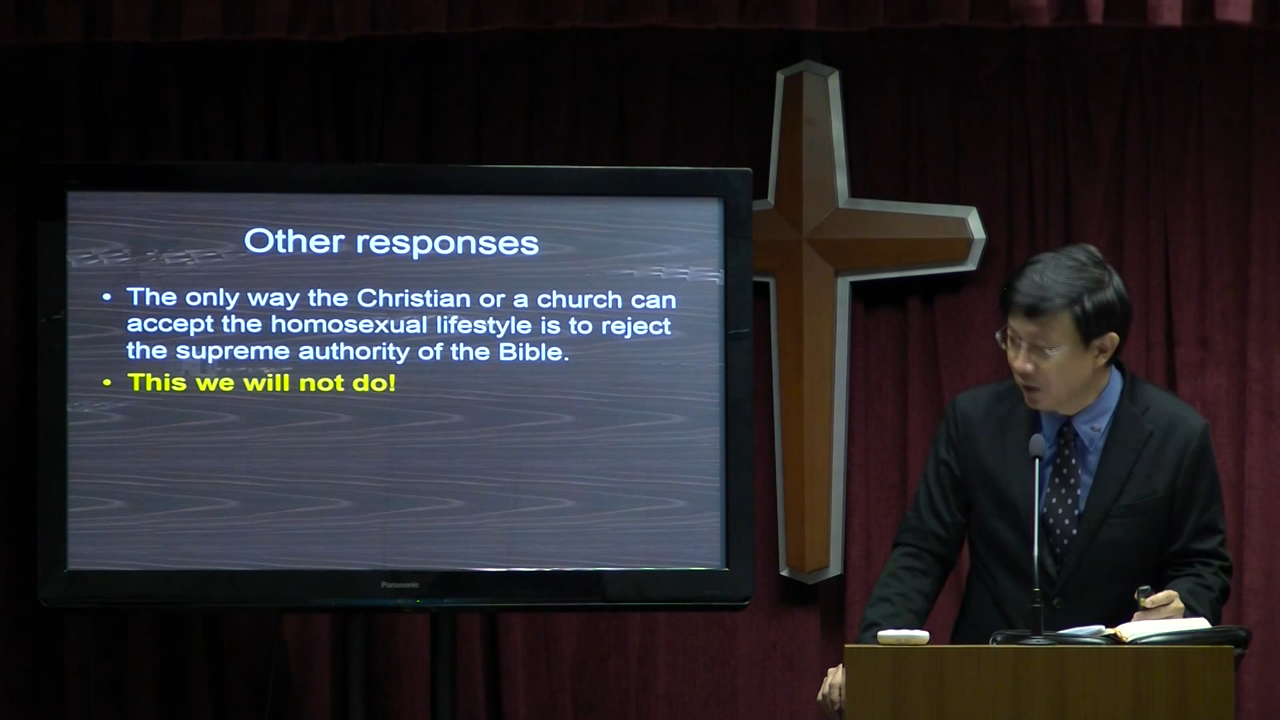 Other responses
• The only way the Christian or a church can
accept the homosexual lifestyle is to reject
the supreme authority of the Bible.
• This we will not do!
Panasonic